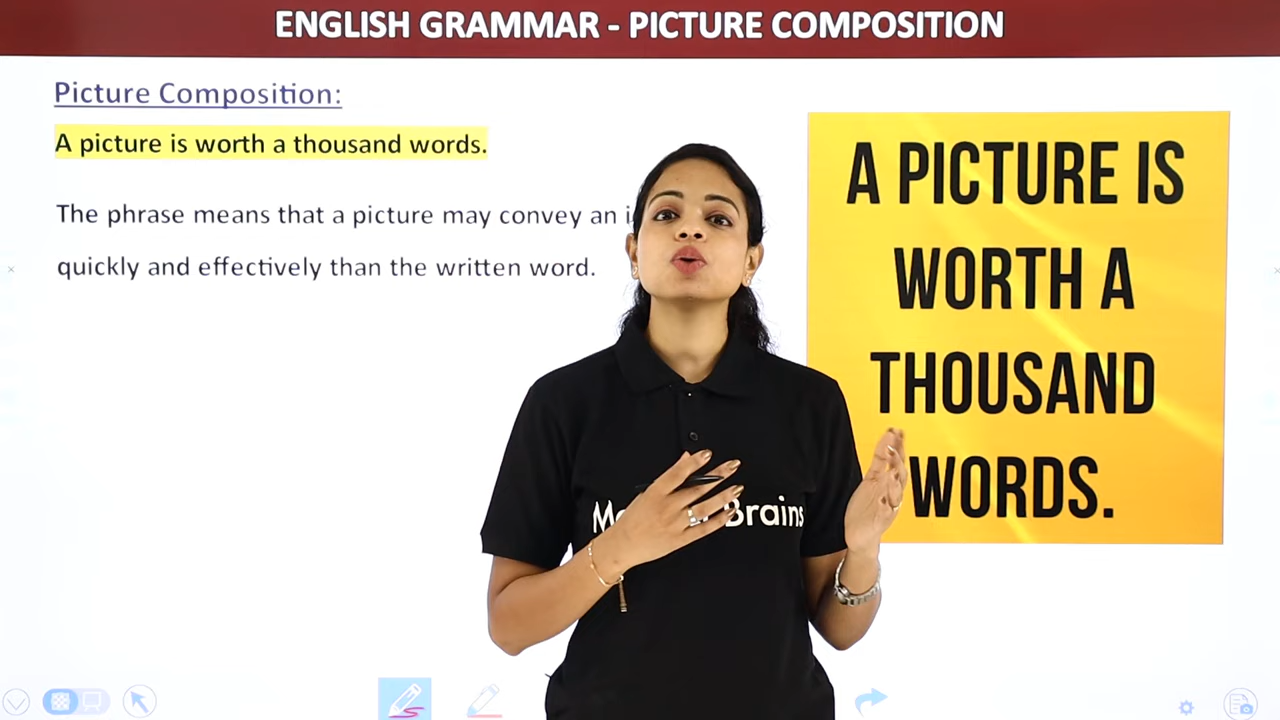 ENGLISH GRAMMAR - PICTURE COMPOSITION
Picture Composition:
A picture is worth a thousand words.
The phrase means that a picture may convey an
quickly and effectively than the written word.
A PICTURE IS
WORTH A
THOUSAND
WORDS.
Brains